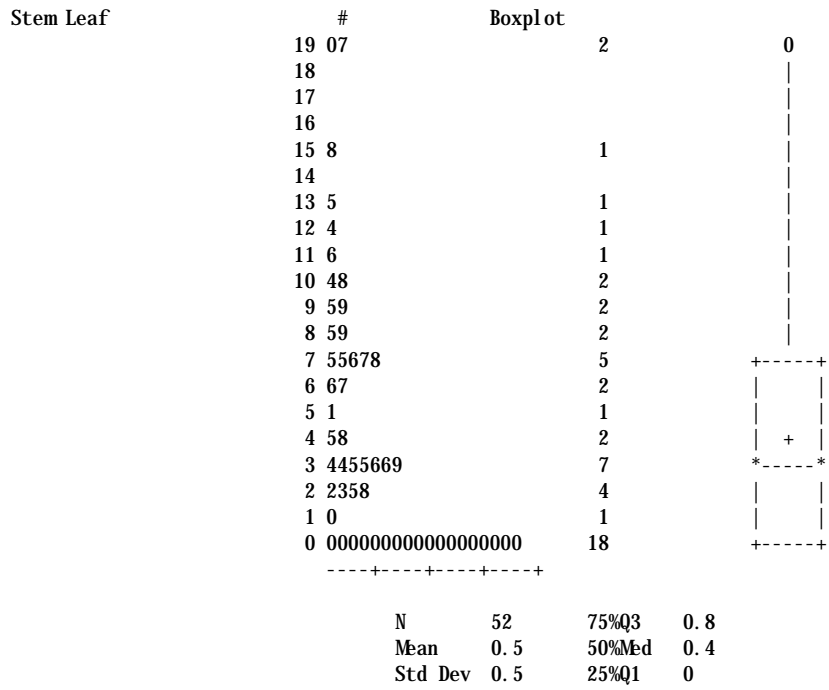 Stem Leaf # Boxplot
19 07 2 0
18 |
17 |
16 |
15 8 1 |
14 |
13 5 1 |
12 4 1 |
11 6 1 |
10 48 2 |
9 59 2 |
8 59 2 |
7 55678 5 +-----+
6 67 2 | |
5 1 1 | |
4 58 2 | + |
3 4455669 7 *-----*
2 2358 4 | |
1 0 1 | |
0 000000000000000000 18 +-----+
----+----+----+----+
N 52 75%Q3 0.8
Mean 0.5 50%Med 0.4
Std Dev 0.5 25%Q1 0